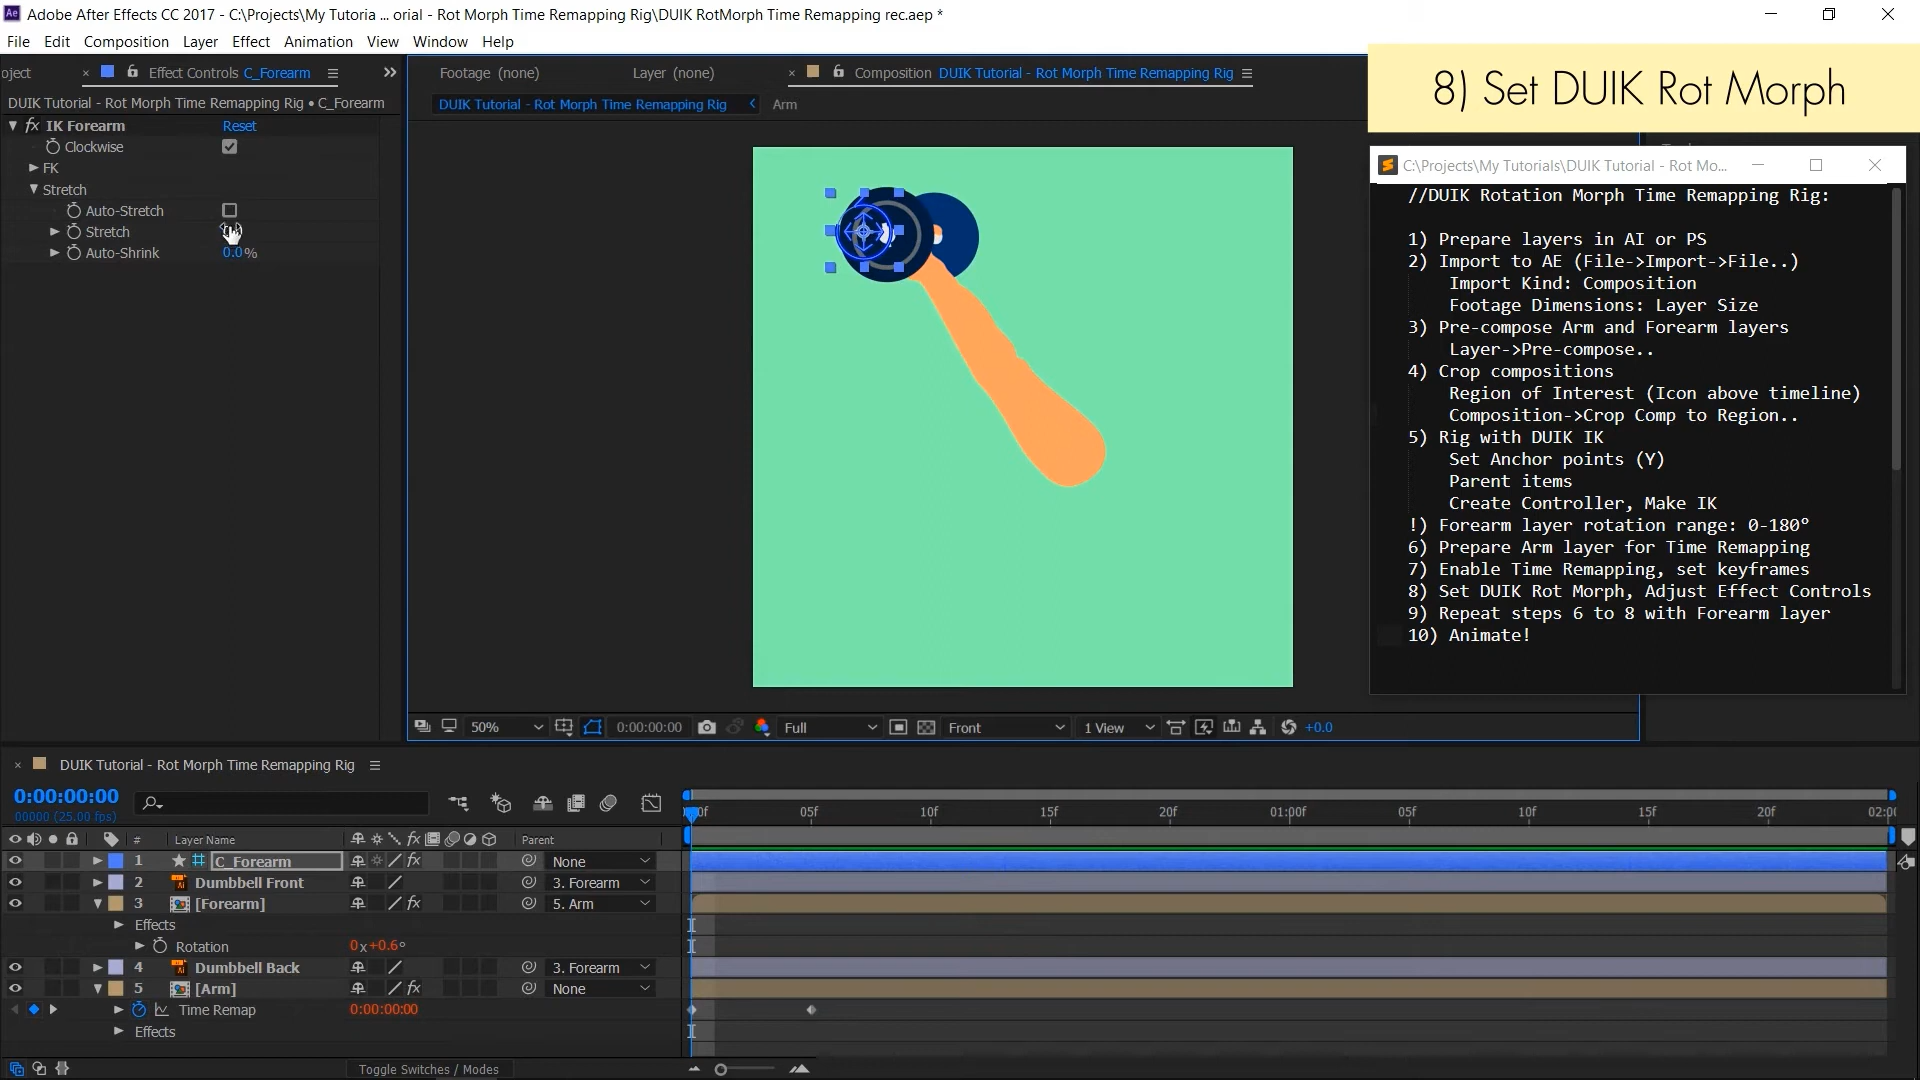 Ae Adobe After Effects CC 2017 - C:\Projects\My Tutoria ... orial - Rot Morph Time Remapping Rig\DUIK RotMorph Time Remapping rec.aep *
File Edit Composition Layer Effect Animation View Window Help
oject × Effect Controls C_Forearm
DUIK Tutorial - Rot Morph Time Remapping Rig • C_Forearm
fx IK Forearm Reset
Clockwise
FK
Stretch
Auto-Stretch
Stretch
Auto-Shrink 0.0%
Footage (none) Layer (none) × Composition DUIK Tutorial - Rot Morph Time Remapping Rig
DUIK Tutorial - Rot Morph Time Remapping Rig Arm
50% 0:00:00:00 Full Front 1 View +0.0
8) Set DUIK Rot Morph
C:\Projects\My Tutorials\DUIK Tutorial - Rot Mo...
//DUIK Rotation Morph Time Remapping Rig:
1) Prepare layers in AI or PS
2) Import to AE (File->Import->File..)
Import Kind: Composition
Footage Dimensions: Layer Size
3) Pre-compose Arm and Forearm layers
Layer->Pre-compose..
4) Crop compositions
Region of Interest (Icon above timeline)
Composition->Crop Comp to Region..
5) Rig with DUIK IK
Set Anchor points (Y)
Parent items
Create Controller, Make IK
!) Forearm layer rotation range: 0-180º
6) Prepare Arm layer for Time Remapping
7) Enable Time Remapping, set keyframes
8) Set DUIK Rot Morph, Adjust Effect Controls
9) Repeat steps 6 to 8 with Forearm layer
10) Animate!
× DUIK Tutorial - Rot Morph Time Remapping Rig
0:00:00:00
00000 (25.00 fps)
05f 10f 15f 20f 01:00f 05f 10f 15f 20f
# Layer Name fx Parent
1 C_Forearm fx None
2 Dumbbell Front 3. Forearm
3 [Forearm] fx 5. Arm
Effects
Rotation 0x+0.6°
4 Dumbbell Back 3. Forearm
5 [Arm] fx None
Time Remap 0:00:00:00
Effects
Toggle Switches / Modes